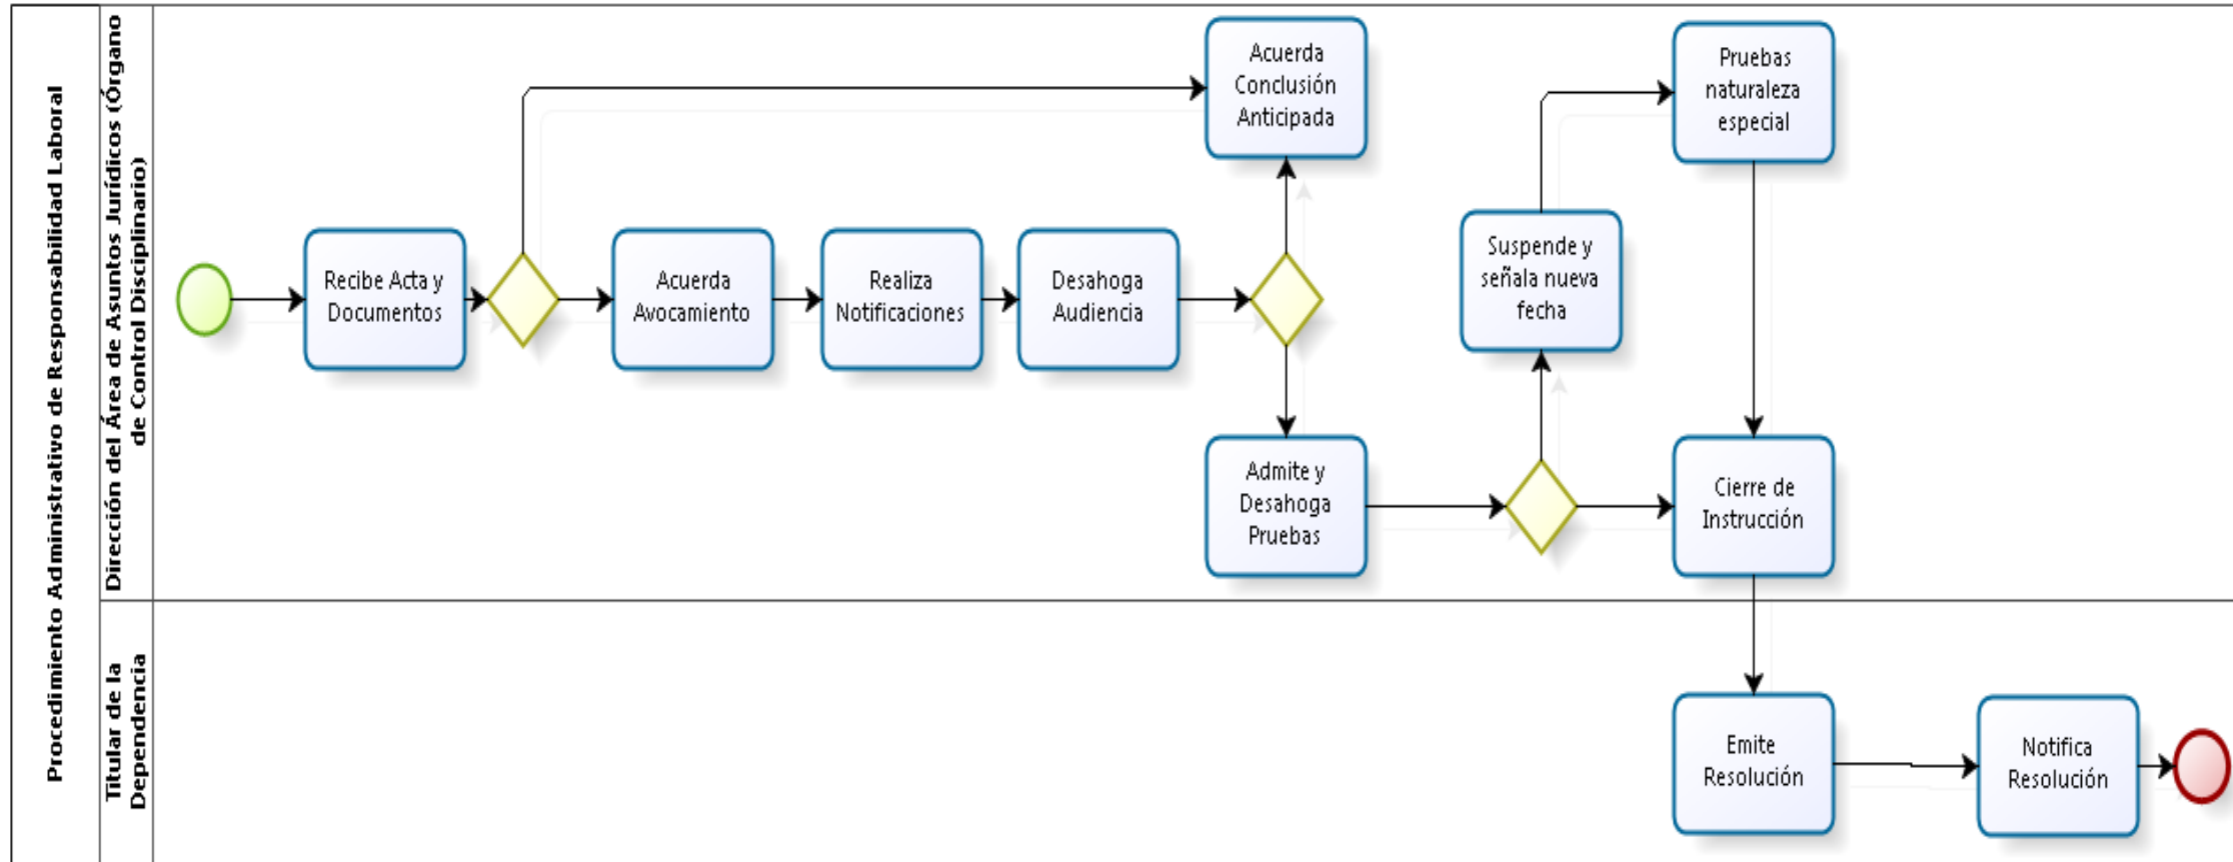 Procedimiento Administrativo de Responsabilidad Laboral
Dirección del Área de Asuntos Jurídicos (Órgano
de Control Disciplinario)
Recibe Acta y
Documentos
Acuerda
Avocamiento
Realiza
Notificaciones
Desahoga
Audiencia
Acuerda
Conclusión
Anticipada
Admite y
Desahoga
Pruebas
Suspende y
señala nueva
fecha
Pruebas
naturaleza
especial
Cierre de
Instrucción
Titular de la
Dependencia
Emite
Resolución
Notifica
Resolución